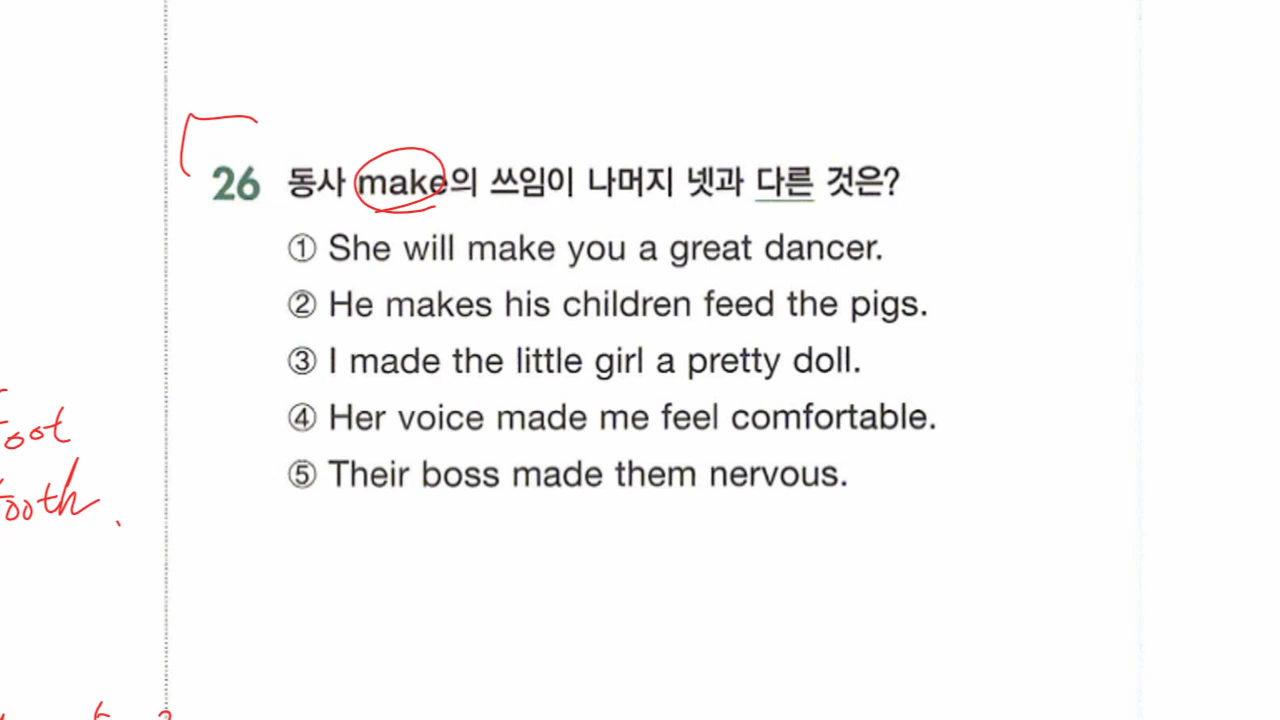 26 동사 make의 쓰임이 나머지 넷과 다른 것은?
① She will make you a great dancer.
② He makes his children feed the pigs.
③ I made the little girl a pretty doll.
④ Her voice made me feel comfortable.
⑤ Their boss made them nervous.
foot
tooth.